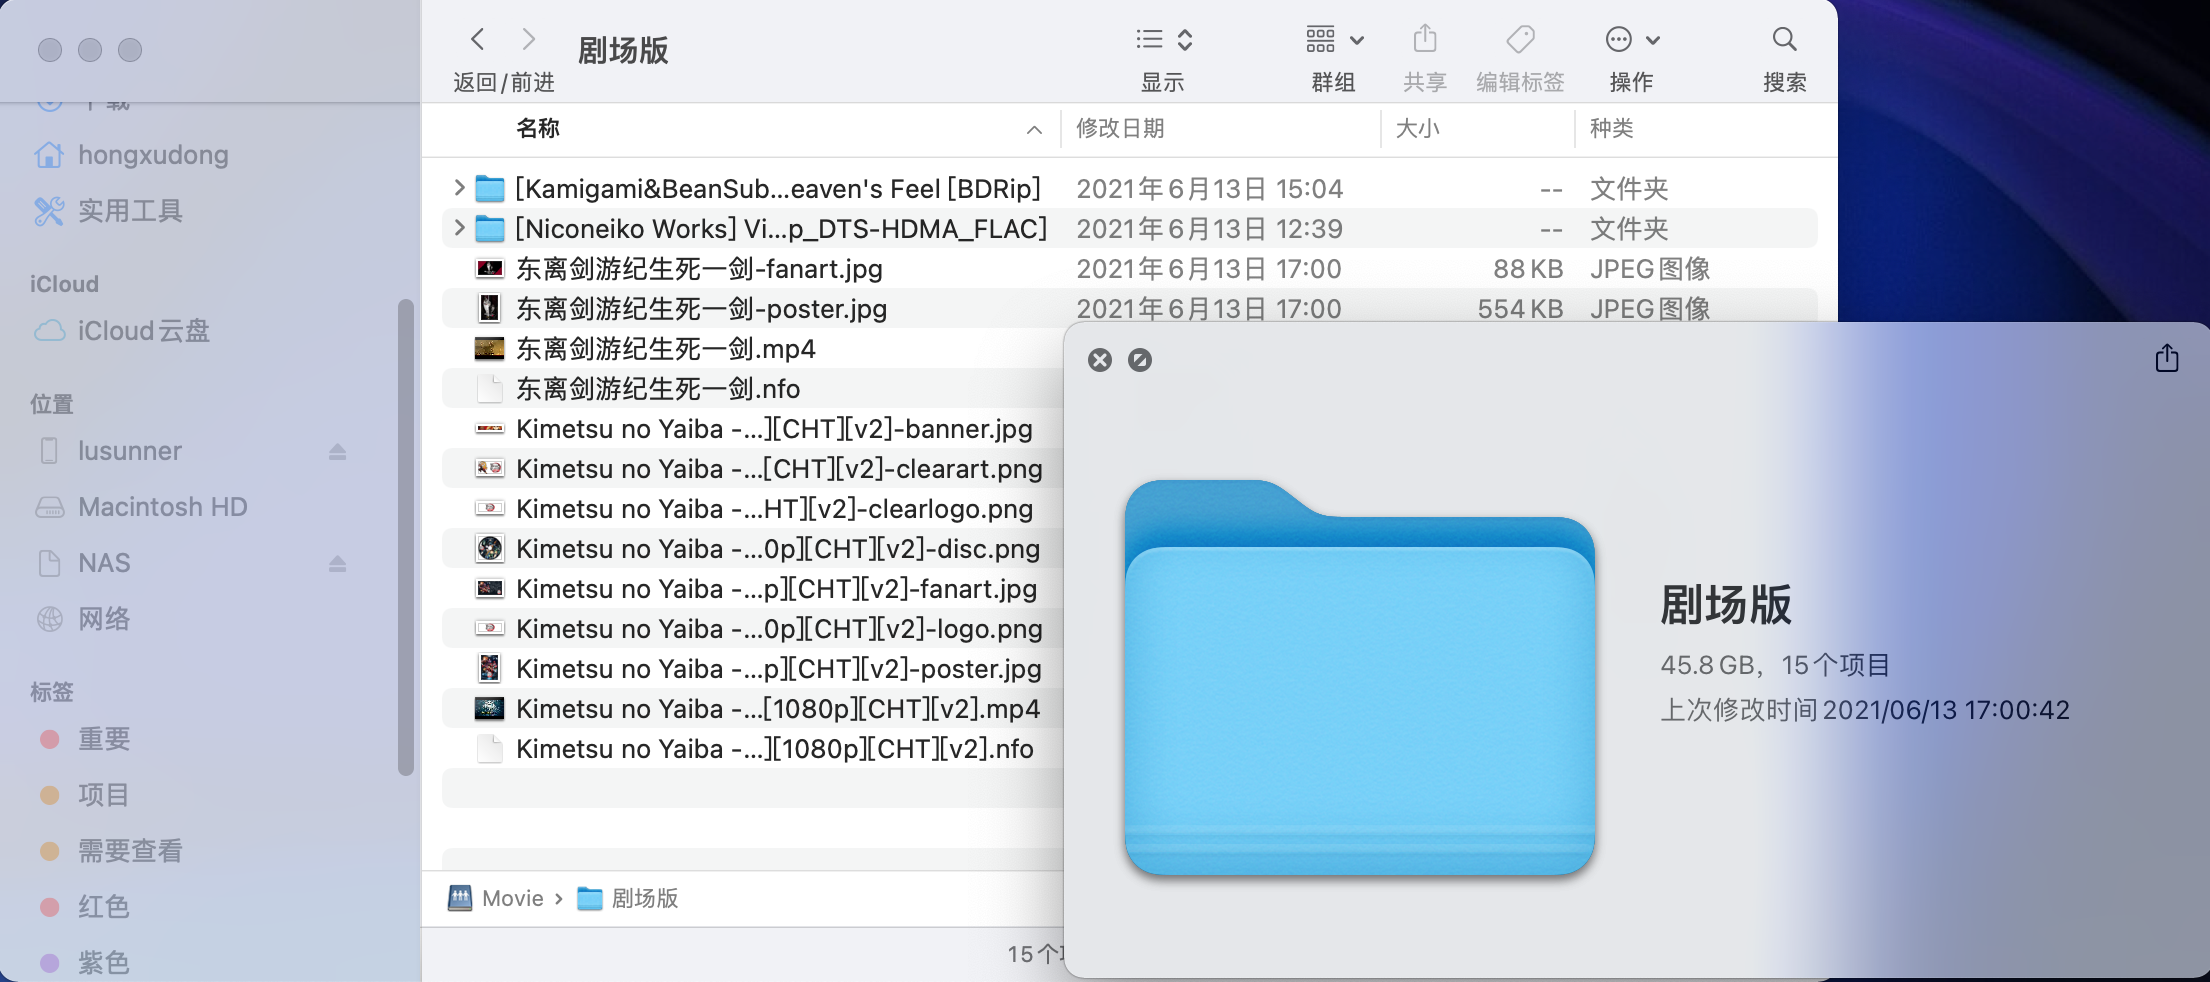 剧场版
返回/前进
显示
群组
共享
编辑标签
操作
搜索
下载
hongxudong
实用工具
iCloud
iCloud云盘
位置
lusunner
Macintosh HD
NAS
网络
标签
重要
项目
需要查看
红色
紫色
名称 修改日期 大小 种类
[Kamigami&BeanSub...eaven's Feel [BDRip] 2021年6月13日 15:04 -- 文件夹
[Niconeiko Works] Vi...p_DTS-HDMA_FLAC] 2021年6月13日 12:39 -- 文件夹
东离剑游纪生死一剑-fanart.jpg 2021年6月13日 17:00 88 KB JPEG图像
东离剑游纪生死一剑-poster.jpg 2021年6月13日 17:00 554 KB JPEG图像
东离剑游纪生死一剑.mp4
东离剑游纪生死一剑.nfo
Kimetsu no Yaiba -...][CHT][v2]-banner.jpg
Kimetsu no Yaiba -...[CHT][v2]-clearart.png
Kimetsu no Yaiba -...HT][v2]-clearlogo.png
Kimetsu no Yaiba -...0p][CHT][v2]-disc.png
Kimetsu no Yaiba -...p][CHT][v2]-fanart.jpg
Kimetsu no Yaiba -...0p][CHT][v2]-logo.png
Kimetsu no Yaiba -...p][CHT][v2]-poster.jpg
Kimetsu no Yaiba -...[1080p][CHT][v2].mp4
Kimetsu no Yaiba -...][1080p][CHT][v2].nfo
Movie › 剧场版
15个
剧场版
45.8 GB，15个项目
上次修改时间 2021/06/13 17:00:42